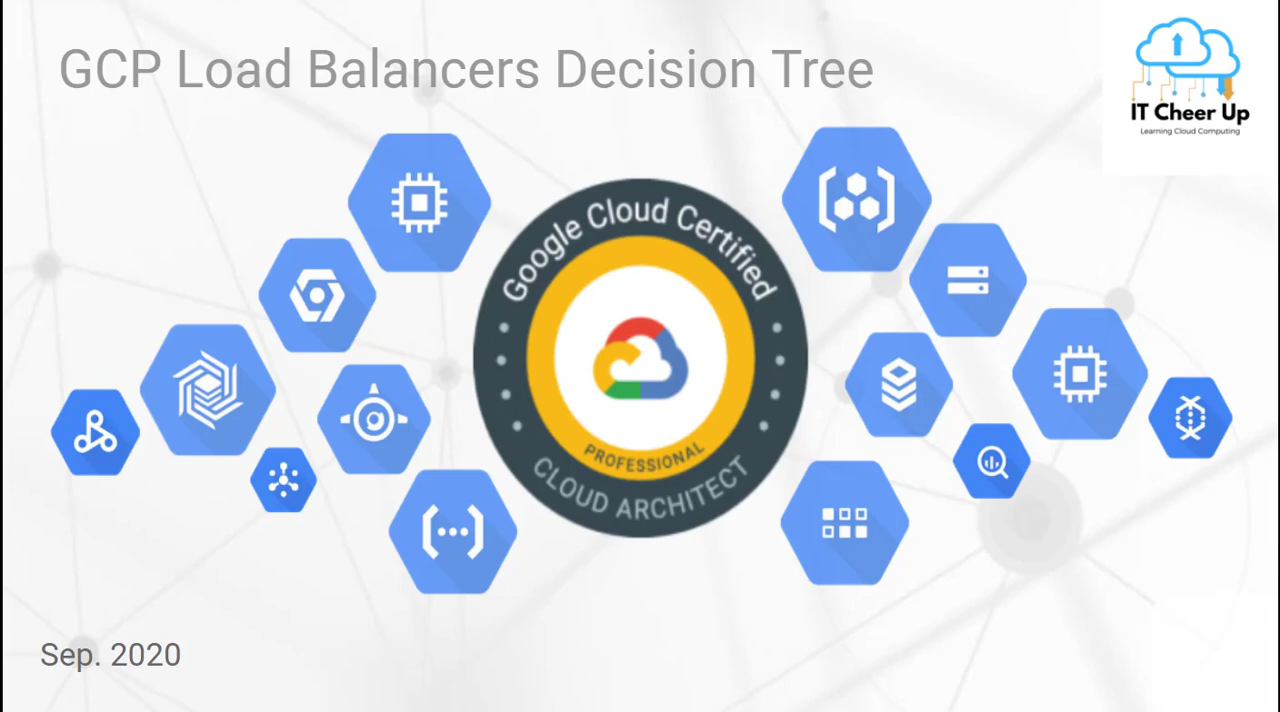 GCP Load Balancers Decision Tree
IT Cheer Up
Learning Cloud Computing
Google Cloud Certified
PROFESSIONAL
CLOUD ARCHITECT
Sep. 2020